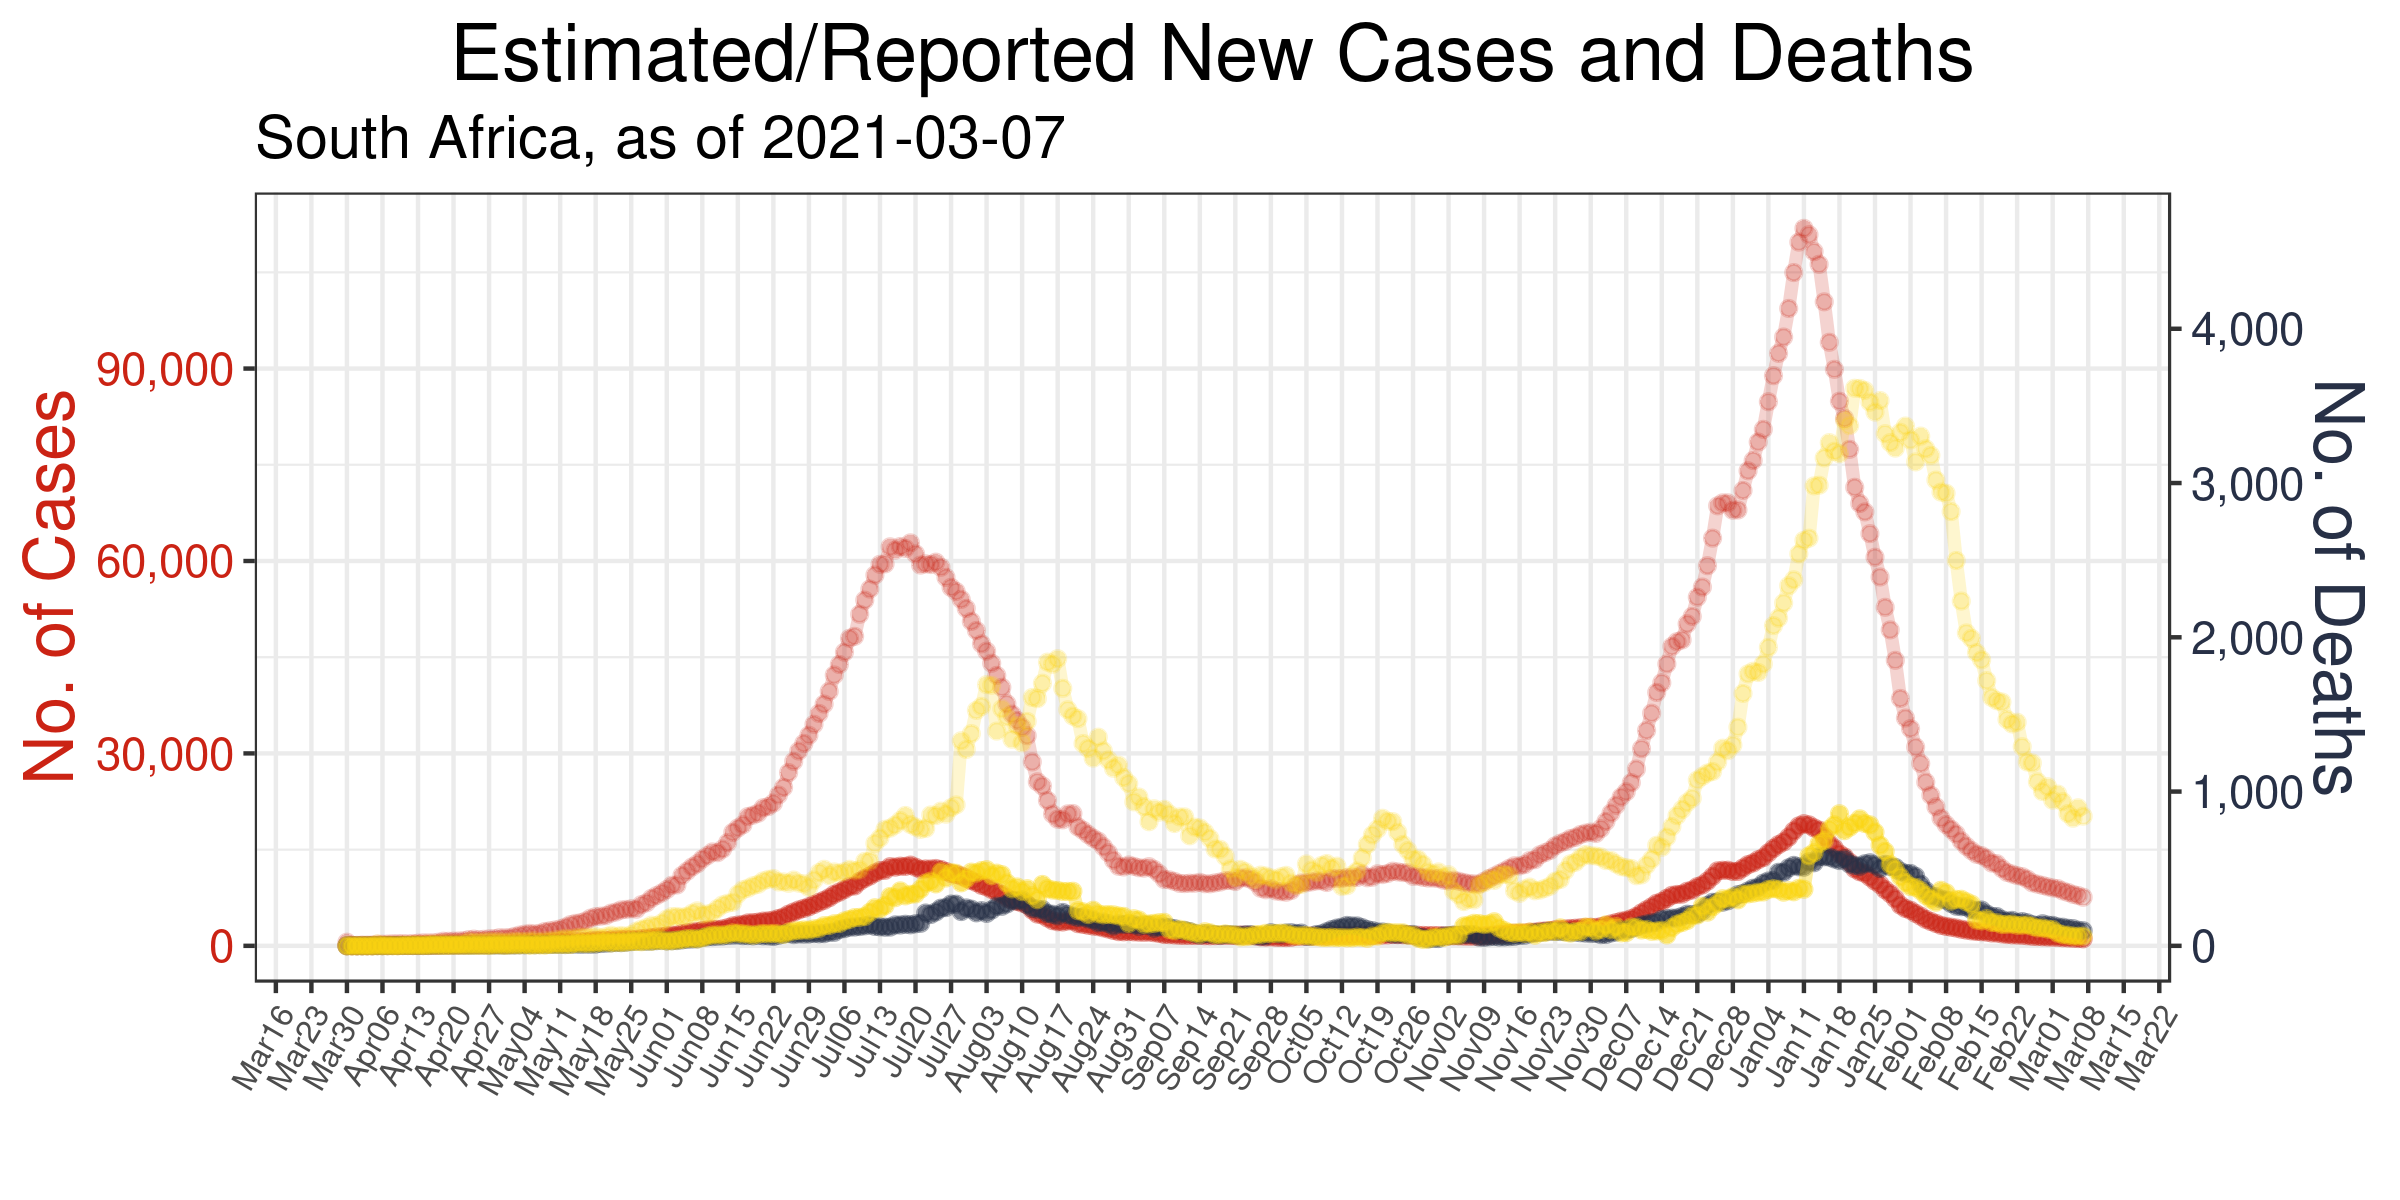 Estimated/Reported New Cases and Deaths
South Africa, as of 2021-03-07
No. of Cases
90,000
60,000
30,000
0
4,000
3,000
2,000
1,000
0
No. of Deaths
Mar16
Mar23
Mar30
Apr06
Apr13
Apr20
Apr27
May04
May11
May18
May25
Jun01
Jun08
Jun15
Jun22
Jun29
Jul06
Jul13
Jul20
Jul27
Aug03
Aug10
Aug17
Aug24
Aug31
Sep07
Sep14
Sep21
Sep28
Oct05
Oct12
Oct19
Oct26
Nov02
Nov09
Nov16
Nov23
Nov30
Dec07
Dec14
Dec21
Dec28
Jan04
Jan11
Jan18
Jan25
Feb01
Feb08
Feb15
Feb22
Mar01
Mar08
Mar15
Mar22